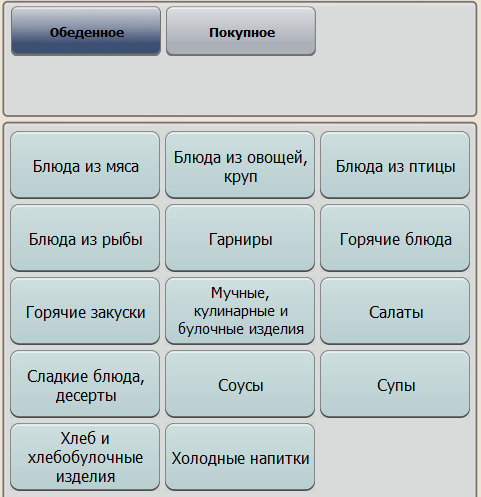 Обеденное
Покупное
Блюда из мяса
Блюда из овощей,
круп
Блюда из птицы
Блюда из рыбы
Гарниры
Горячие блюда
Горячие закуски
Мучные,
кулинарные и
булочные изделия
Салаты
Сладкие блюда,
десерты
Соусы
Супы
Хлеб и
хлебобулочные
изделия
Холодные напитки